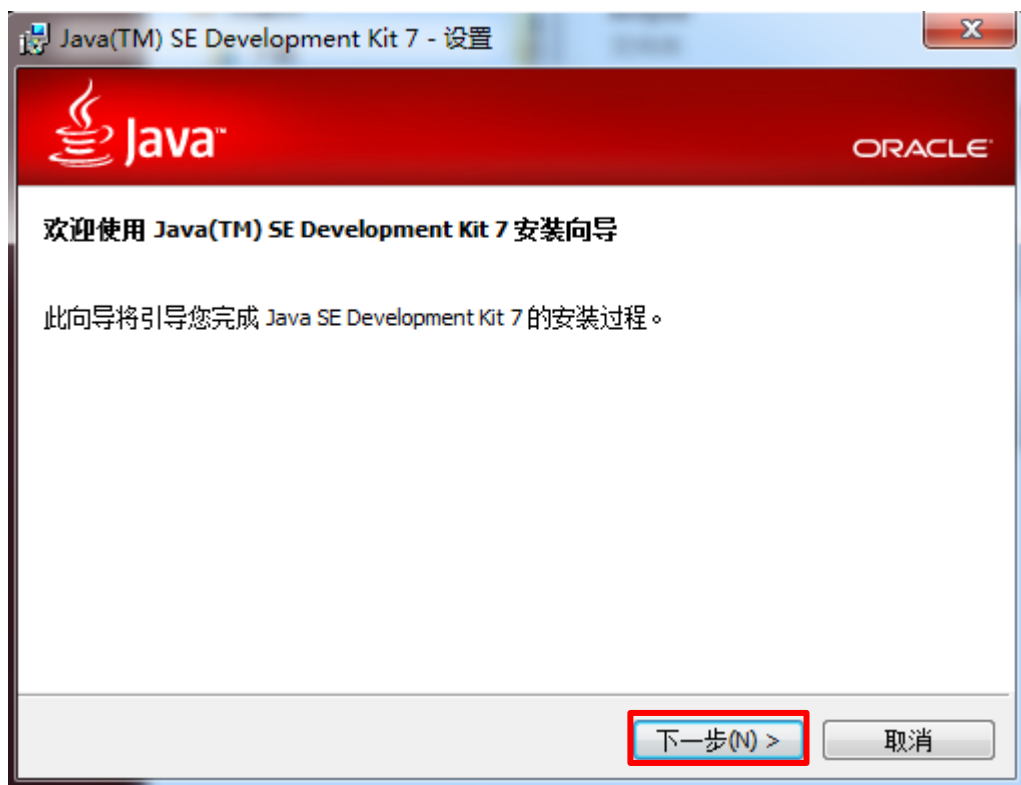 Java(TM) SE Development Kit 7 - 设置
Java™
ORACLE
欢迎使用 Java(TM) SE Development Kit 7 安装向导
此向导将引导您完成 Java SE Development Kit 7 的安装过程。
下一步(N) >
取消